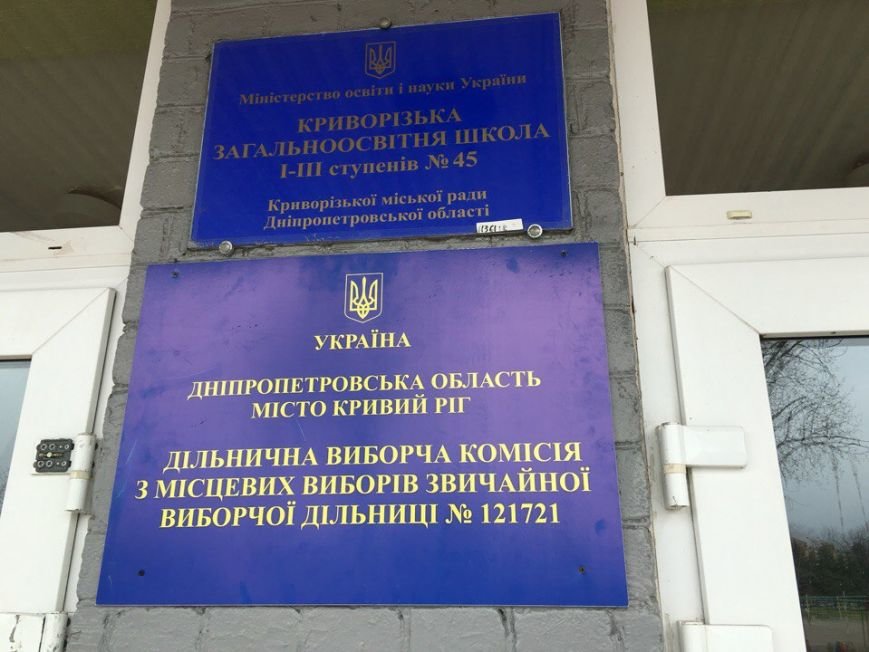 Міністерство освіти і науки України
КРИВОРІЗЬКА
ЗАГАЛЬНООСВІТНЯ ШКОЛА
І-ІІІ ступенів № 45
Криворізької міської ради
Дніпропетровської області
УКРАЇНА
ДНІПРОПЕТРОВСЬКА ОБЛАСТЬ
МІСТО КРИВИЙ РІГ
ДІЛЬНИЧНА ВИБОРЧА КОМІСІЯ
З МІСЦЕВИХ ВИБОРІВ ЗВИЧАЙНОЇ
ВИБОРЧОЇ ДІЛЬНИЦІ № 121721